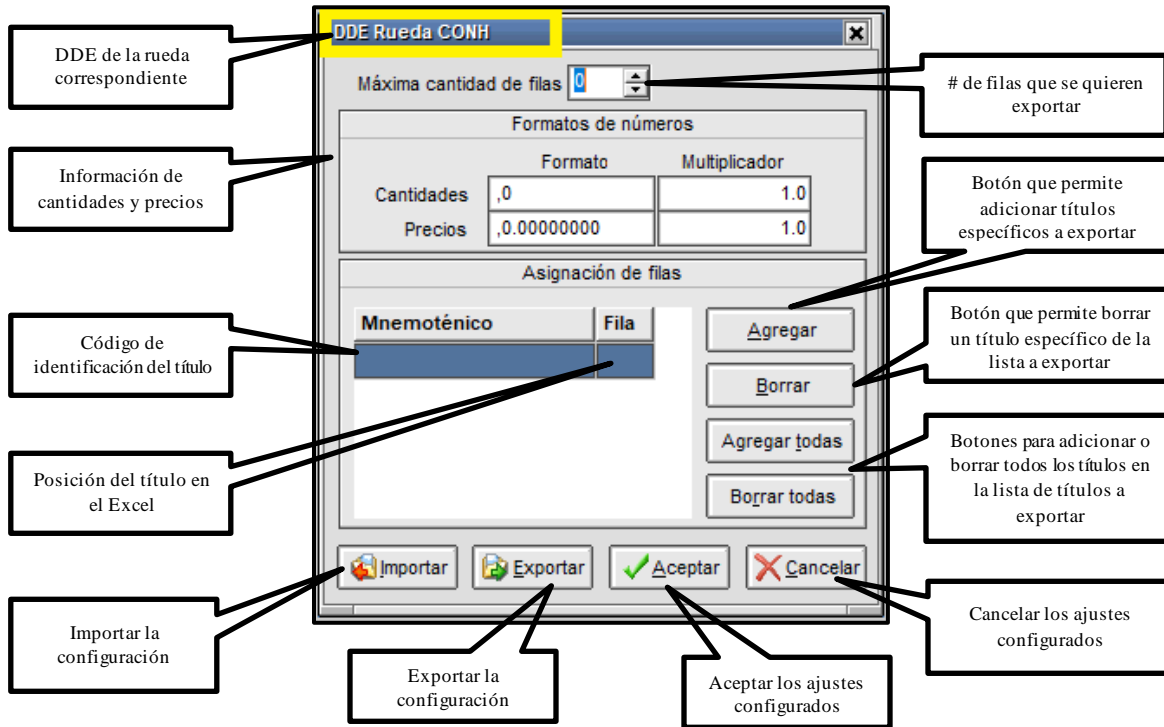 DDE Rueda CONH
Máxima cantidad de filas 0
Formatos de números
Formato Multiplicador
Cantidades ,0 1.0
Precios ,0.00000000 1.0
Asignación de filas
Mnemoténico Fila
Agregar
Borrar
Agregar todas
Borrar todas
Importar Exportar Aceptar Cancelar
DDE de la rueda
correspondiente
Información de
cantidades y precios
Código de
identificación del título
Posición del título en
el Excel
Importar la
configuración
Exportar la
configuración
Aceptar los ajustes
configurados
# de filas que se quieren
exportar
Botón que permite
adicionar títulos
específicos a exportar
Botón que permite borrar
un título específico de la
lista a exportar
Botones para adicionar o
borrar todos los títulos en
la lista de títulos a
exportar
Cancelar los ajustes
configurados